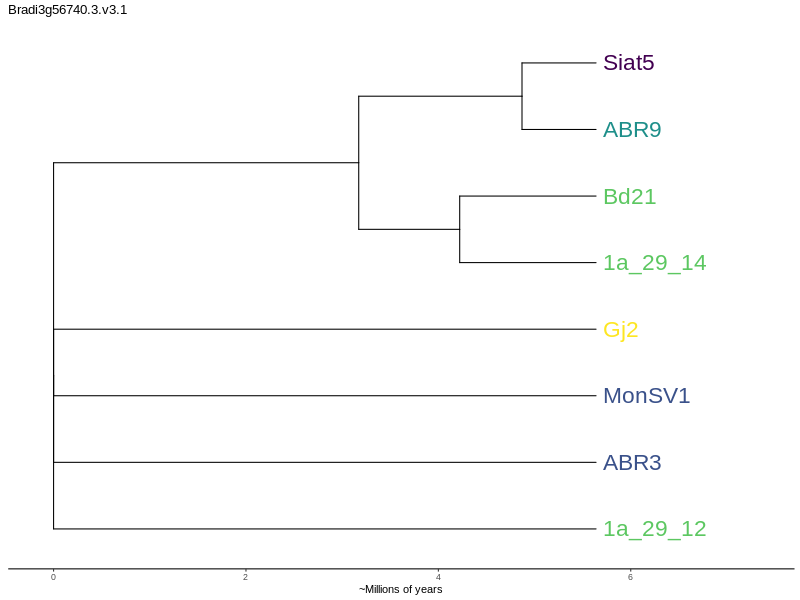 Bradi3g56740.3.v3.1
Siat5
ABR9
Bd21
1a_29_14
Gj2
MonSV1
ABR3
1a_29_12
0 2 4 6
~Millions of years